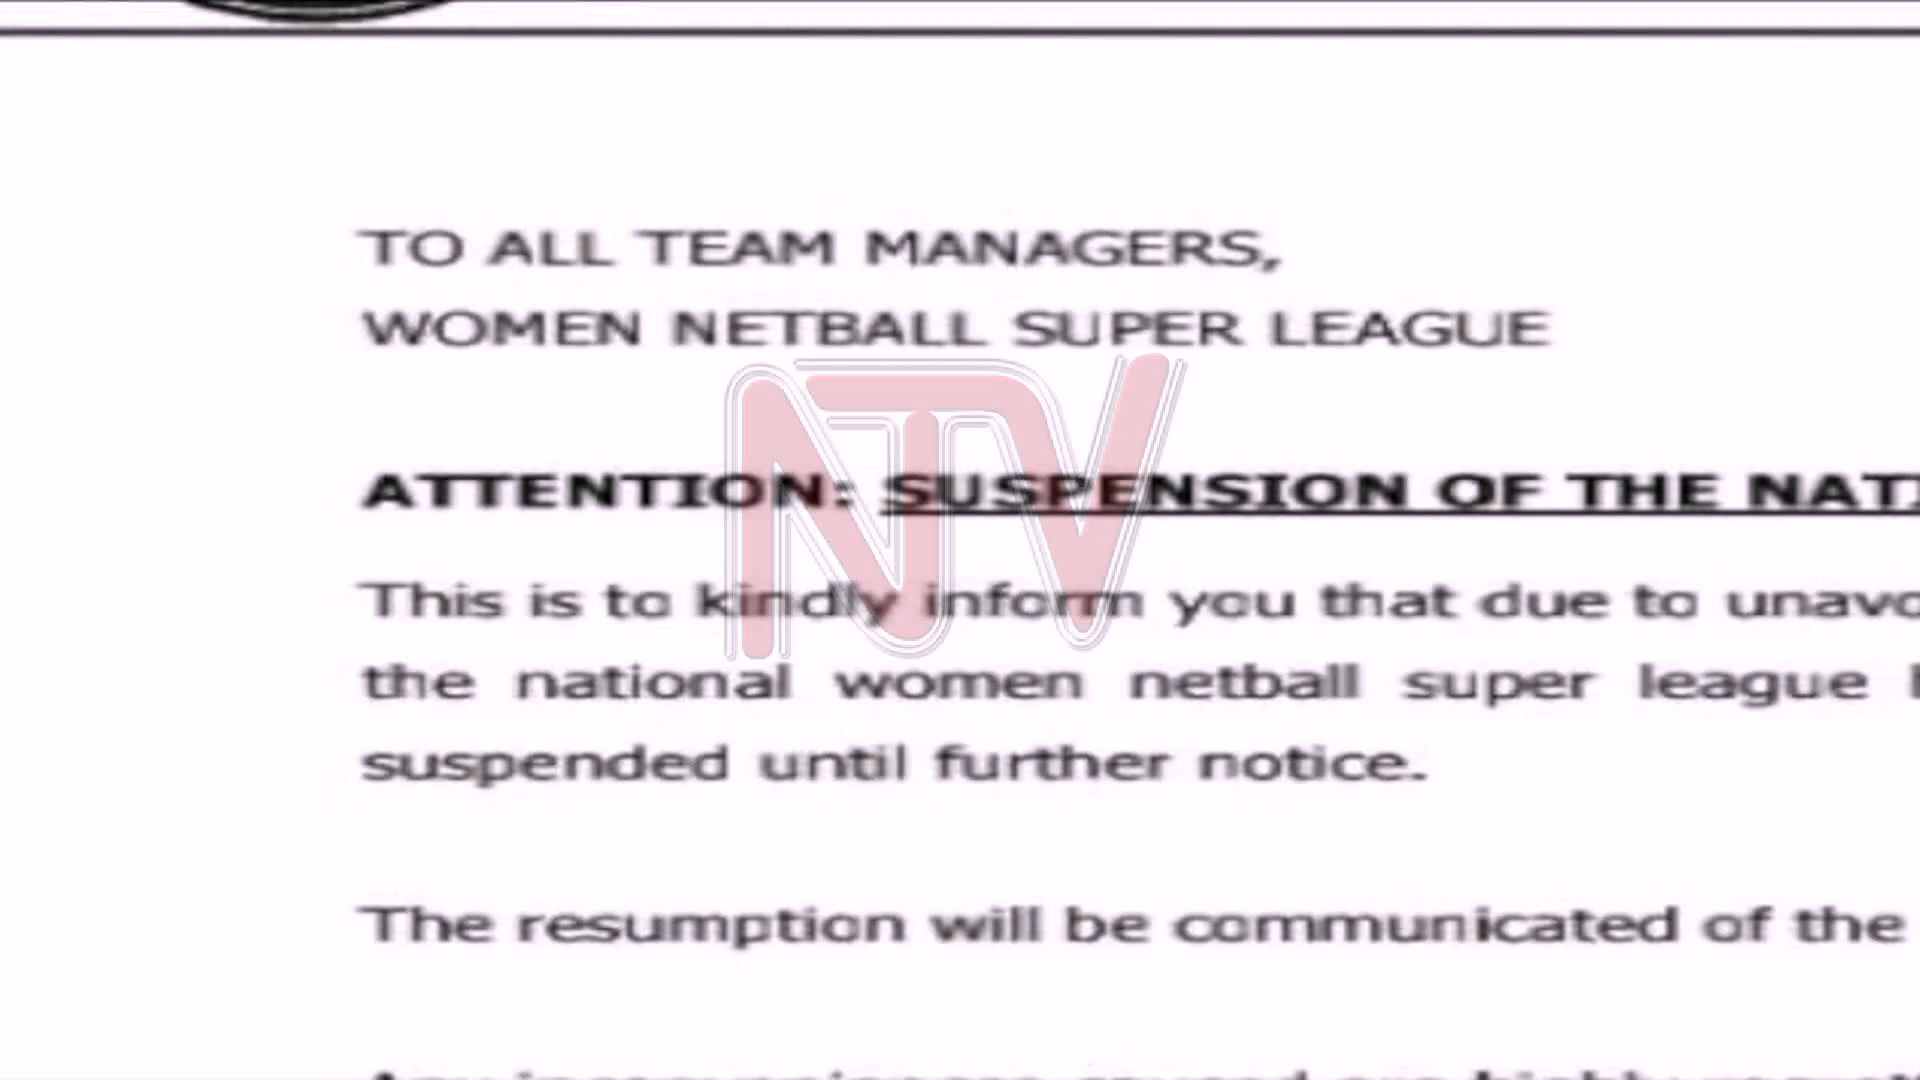 TO ALL TEAM MANAGERS,
WOMEN NETBALL SUPER LEAGUE
NTV
ATTENTION: SUSPENSION OF THE NATI
This is to kindly inform you that due to unavo
the national women netball super league
suspended until further notice.
The resumption will be communicated of the